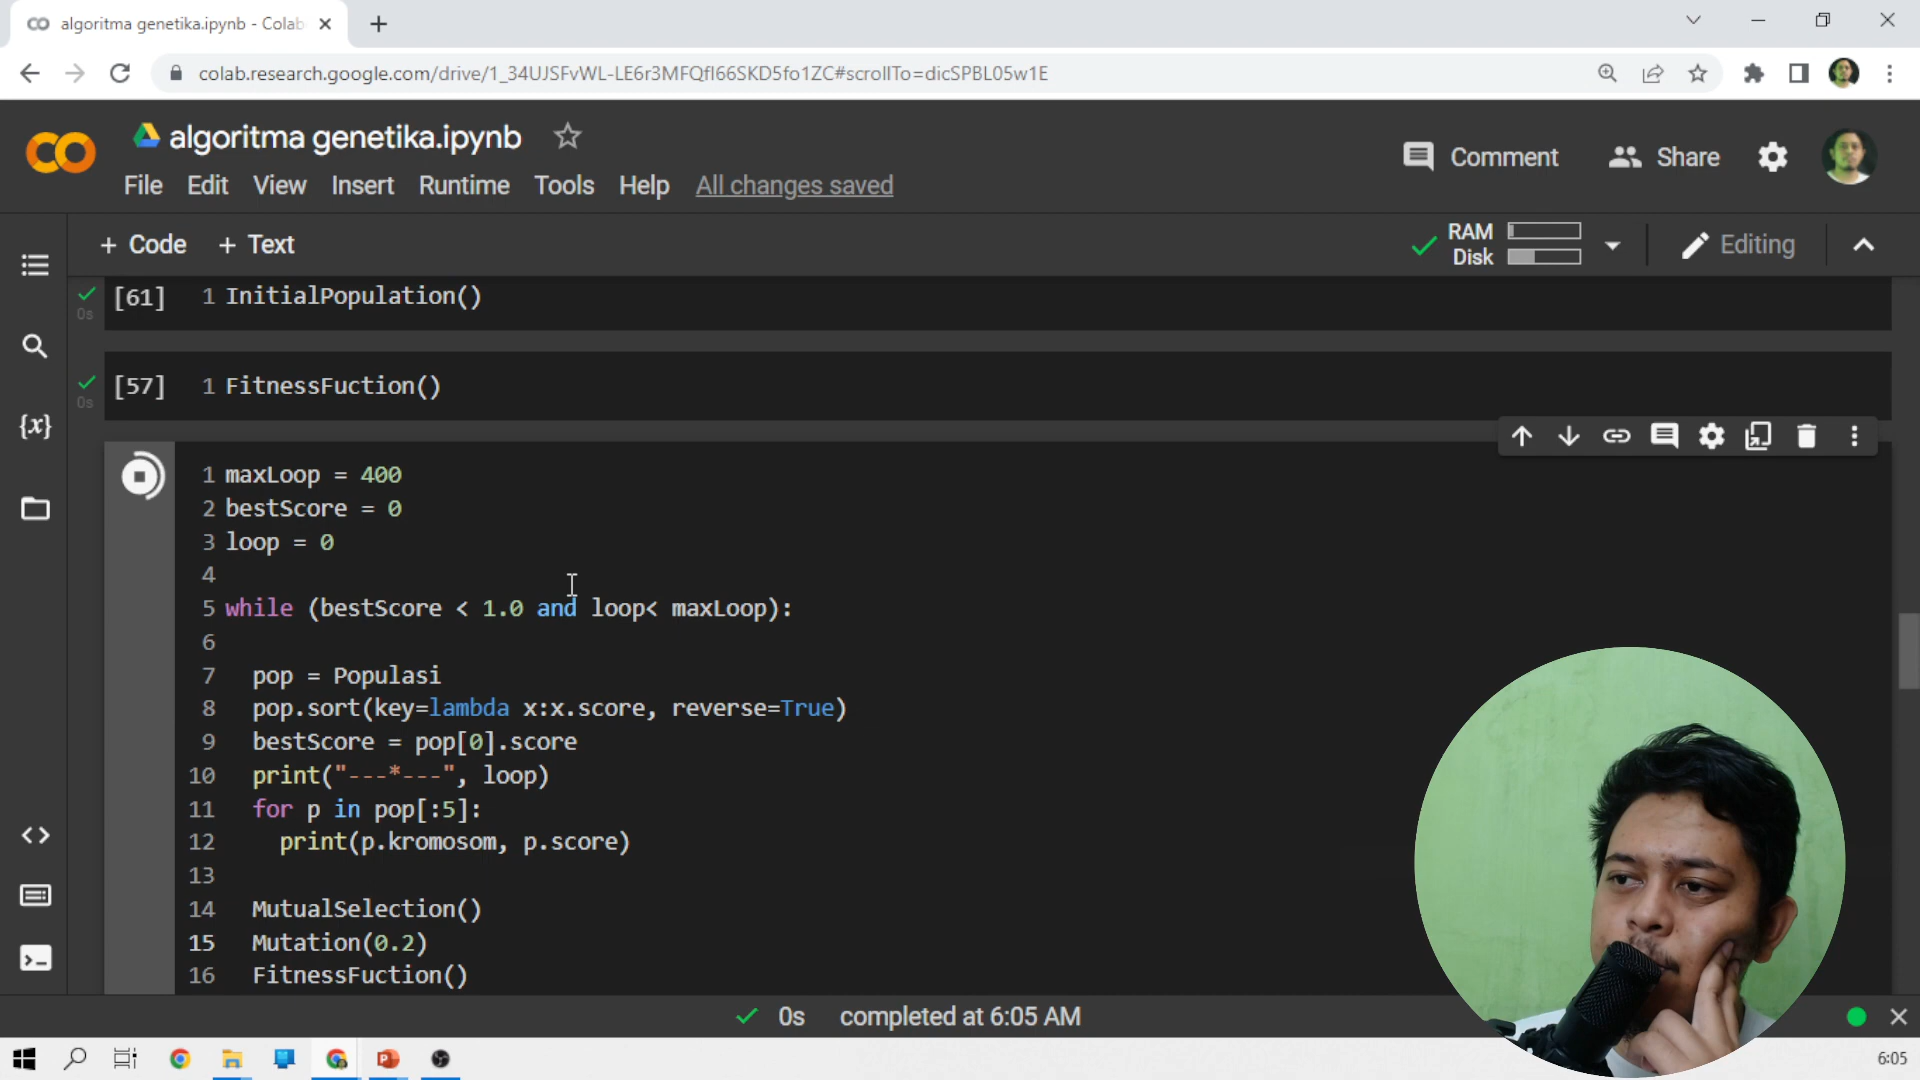 algoritma genetika.ipynb - Colab
colab.research.google.com/drive/1_34UJSFvWL-LE6r3MFQfI66SKD5fo1ZC#scrollTo=dicSPBL05w1E
algoritma genetika.ipynb
Comment
Share
File Edit View Insert Runtime Tools Help All changes saved
+ Code + Text
RAM
Disk
Editing
[61] 1 InitialPopulation()
0s
[57] 1 FitnessFuction()
0s
{x}
1 maxLoop = 400
2 bestScore = 0
3 loop = 0
4
5 while (bestScore < 1.0 and loop< maxLoop):
6
7 pop = Populasi
8 pop.sort(key=lambda x:x.score, reverse=True)
9 bestScore = pop[0].score
10 print("---*---", loop)
11 for p in pop[:5]:
12 print(p.kromosom, p.score)
13
14 MutualSelection()
15 Mutation(0.2)
16 FitnessFuction()
0s completed at 6:05 AM
6:05